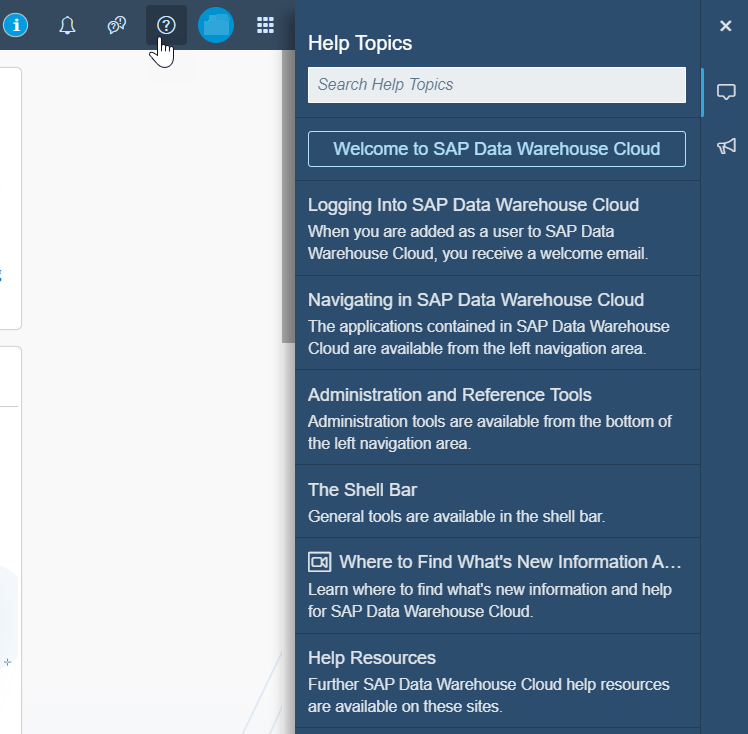 Help Topics
Search Help Topics
Welcome to SAP Data Warehouse Cloud
Logging Into SAP Data Warehouse Cloud
When you are added as a user to SAP Data
Warehouse Cloud, you receive a welcome email.
Navigating in SAP Data Warehouse Cloud
The applications contained in SAP Data Warehouse
Cloud are available from the left navigation area.
Administration and Reference Tools
Administration tools are available from the bottom of
the left navigation area.
The Shell Bar
General tools are available in the shell bar.
Where to Find What's New Information A...
Learn where to find what's new information and help
for SAP Data Warehouse Cloud.
Help Resources
Further SAP Data Warehouse Cloud help resources
are available on these sites.